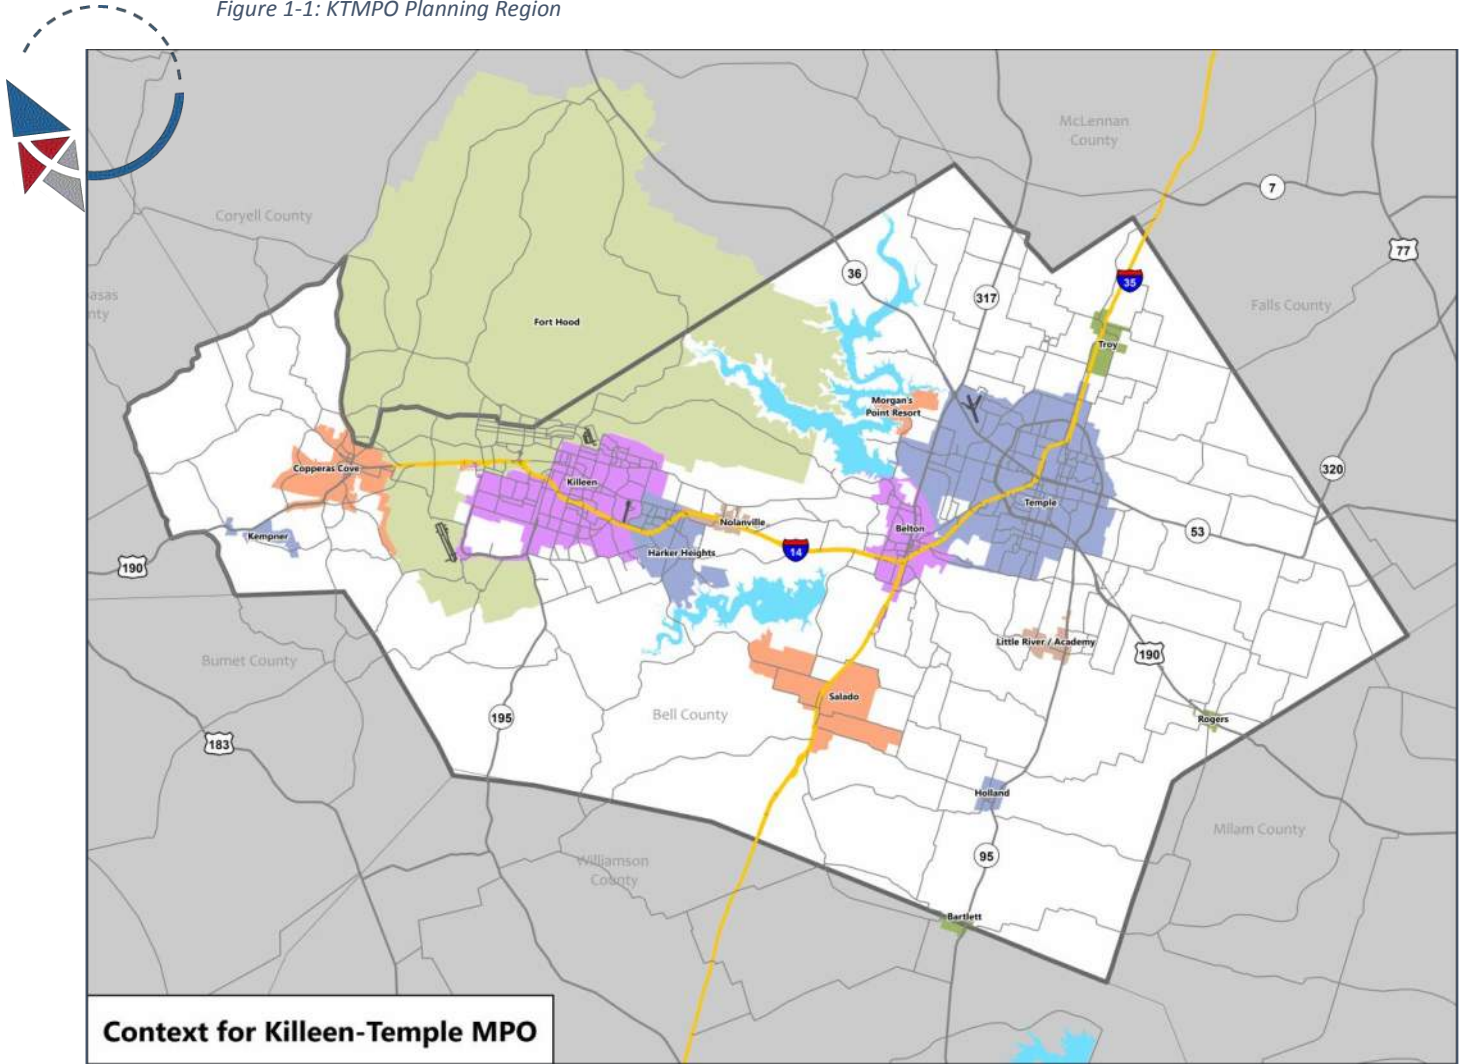 Figure 1-1: KTMPO Planning Region
McLennan
County
7
Coryell County
77
36
35
317
asas
nty
Falls County
Fort Hood
Troy
Morgan's
Point Resort
Copperas Cove
320
Killeen
Temple
Nolanville
Belton
53
Kempner
Harker Heights
14
190
Little River / Academy
190
Burnet County
Salado
Bell County
195
Rogers
183
Holland
Milam County
95
Williamson
County
Bartlett
Context for Killeen-Temple MPO